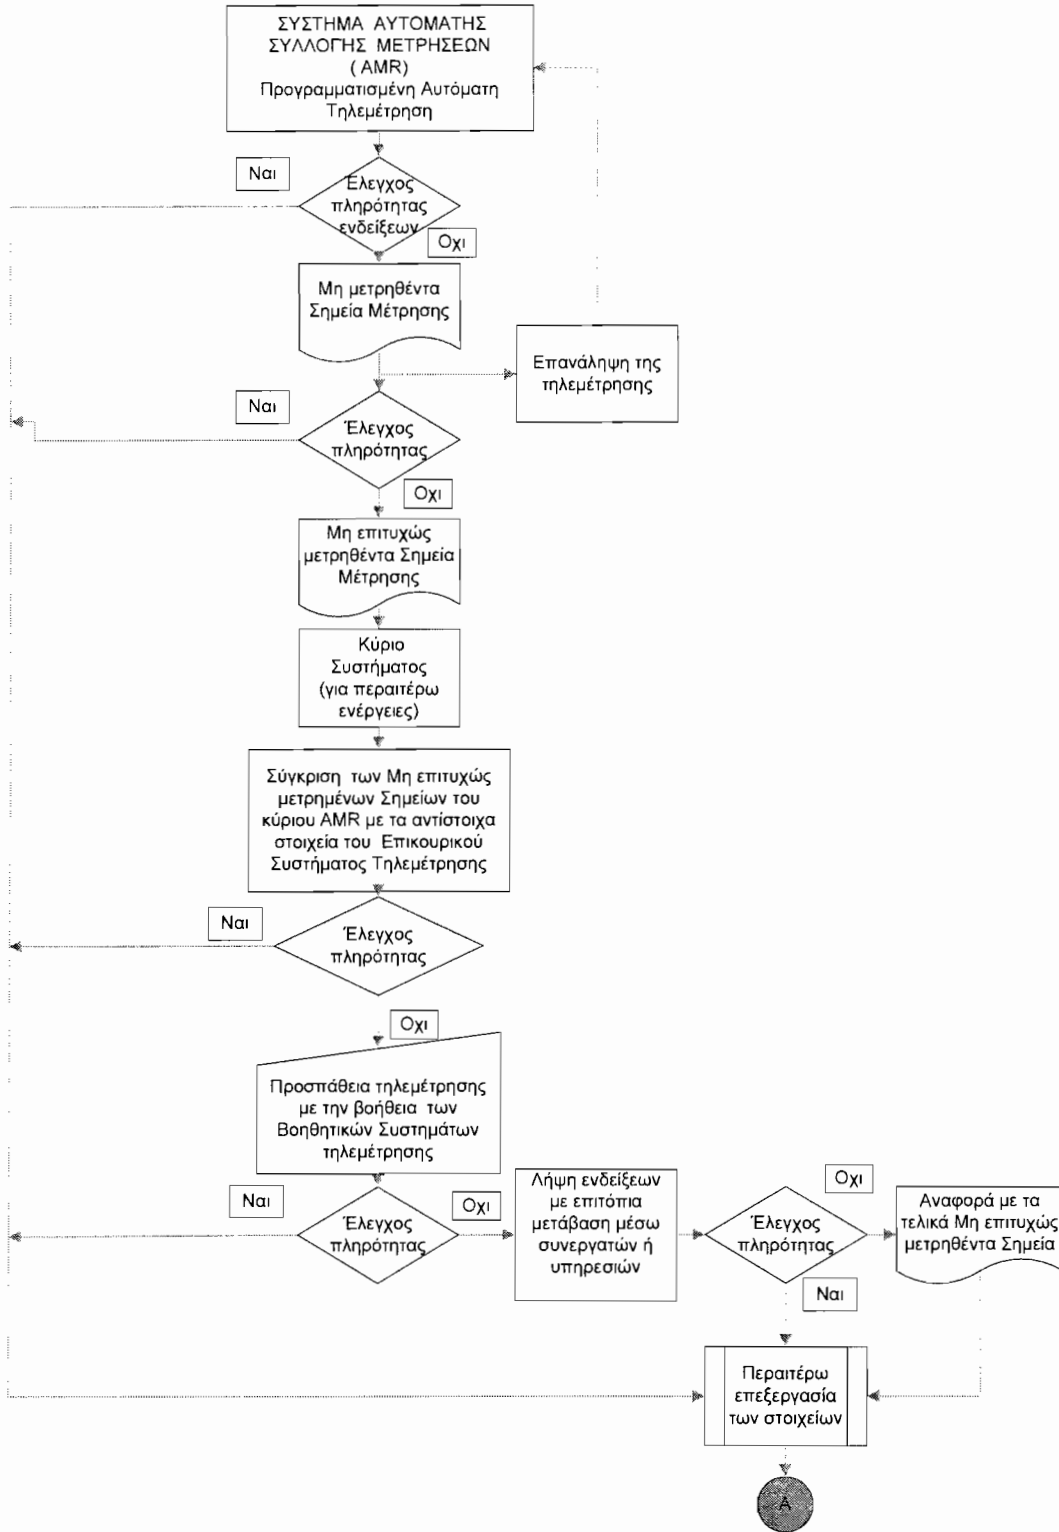 ΣΥΣΤΗΜΑ ΑΥΤΟΜΑΤΗΣ
ΣΥΛΛΟΓΗΣ ΜΕΤΡΗΣΕΩΝ
( AMR)
Προγραμματισμένη Αυτόματη
Τηλεμέτρηση
Ναι
Έλεγχος
πληρότητας
ενδείξεων
Οχι
Μη μετρηθέντα
Σημεία Μέτρησης
Επανάληψη της
τηλεμέτρησης
Ναι
Έλεγχος
πληρότητας
Οχι
Μη επιτυχώς
μετρηθέντα Σημεία
Μέτρησης
Κύριο
Συστήματος
(για περαιτέρω
ενέργειες)
Σύγκριση των Μη επιτυχώς
μετρημένων Σημείων του
κύριου AMR με τα αντίστοιχα
στοιχεία του Επικουρικού
Συστήματος Τηλεμέτρησης
Ναι
Έλεγχος
πληρότητας
Οχι
Προσπάθεια τηλεμέτρησης
με την βοήθεια των
Βοηθητικών Συστημάτων
τηλεμέτρησης
Ναι
Έλεγχος
πληρότητας
Οχι
Λήψη ενδείξεων
με επιτόπια
μετάβαση μέσω
συνεργατών ή
υπηρεσιών
Έλεγχος
πληρότητας
Οχι
Αναφορά με τα
τελικά Μη επιτυχώς
μετρηθέντα Σημεία
Ναι
Περαιτέρω
επεξεργασία
των στοιχείων
Α